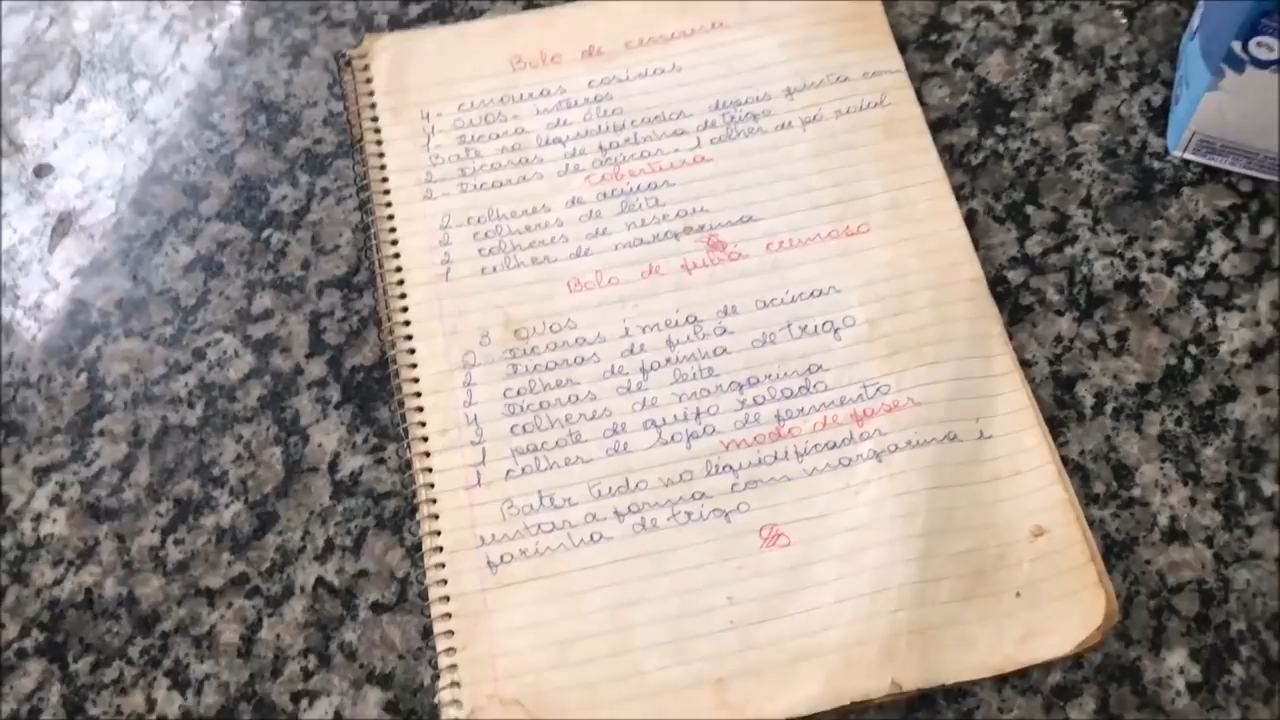 Bolo de cenoura
4- cenouras cosidas
4- ovos- inteiros
1- xicara de óleo
Bate no liquidificador depois junta com
2- xicaras de farinha de trigo
2- xicaras de açúcar- 1 colher de pó roial
cobertura
2- colheres de acúcar
2 colheres de leite
2 colheres de nescau
1 colher de margarina
Bolo de fubá cremoso
3 ovos
2 xicaras i meia de acúcar
2 xicaras de fubá
2 colher de farinha de trigo
4 xicaras de leite
2 colheres de margarina
1 pacote de queijo ralado
1 colher de sopa de fermento
modo de faser
Bater tudo no liquidificador
untar a forma com margarina i
farinha de trigo